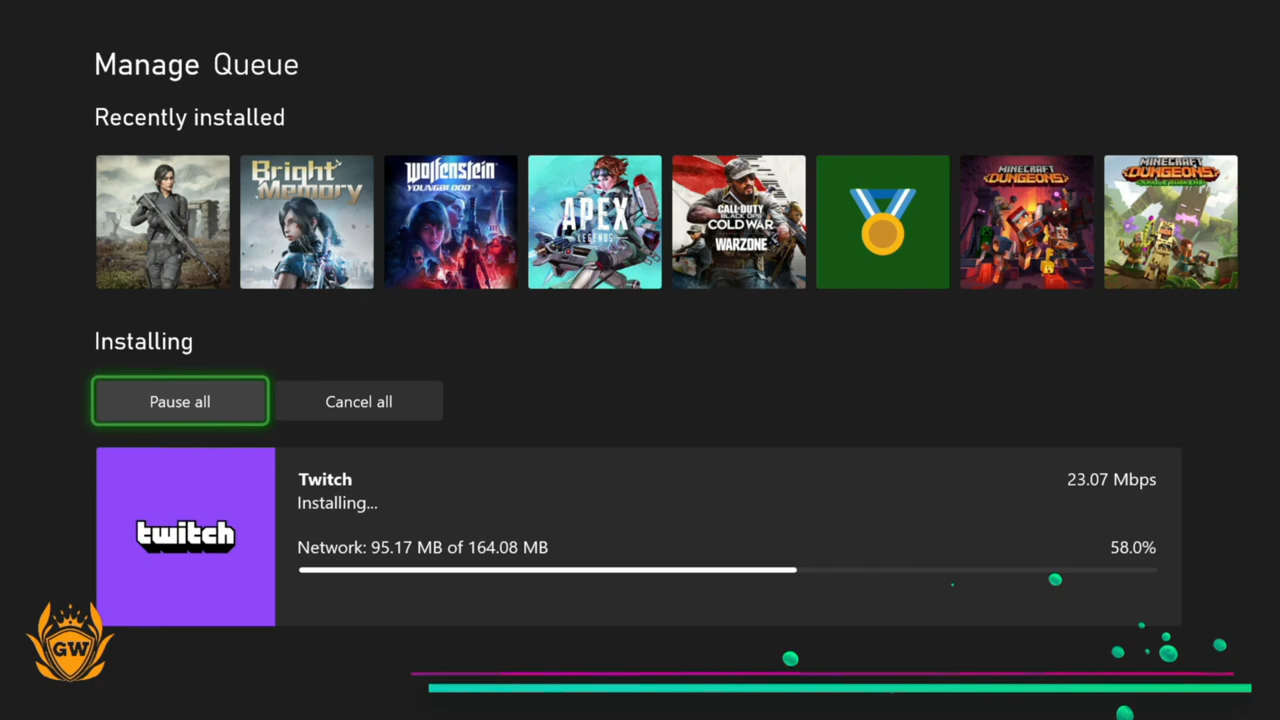 Manage Queue
Recently installed
Bright Memory
Wolfenstein
YOUNGBLOOD
APEX
LEGENDS
CALL OF DUTY
BLACK OPS
COLD WAR
WARZONE
MINECRAFT
DUNGEONS
MINECRAFT
DUNGEONS
JUNGLE AWAKENS
Installing
Pause all
Cancel all
twitch
Twitch
23.07 Mbps
Installing...
Network: 95.17 MB of 164.08 MB
58.0%
GW